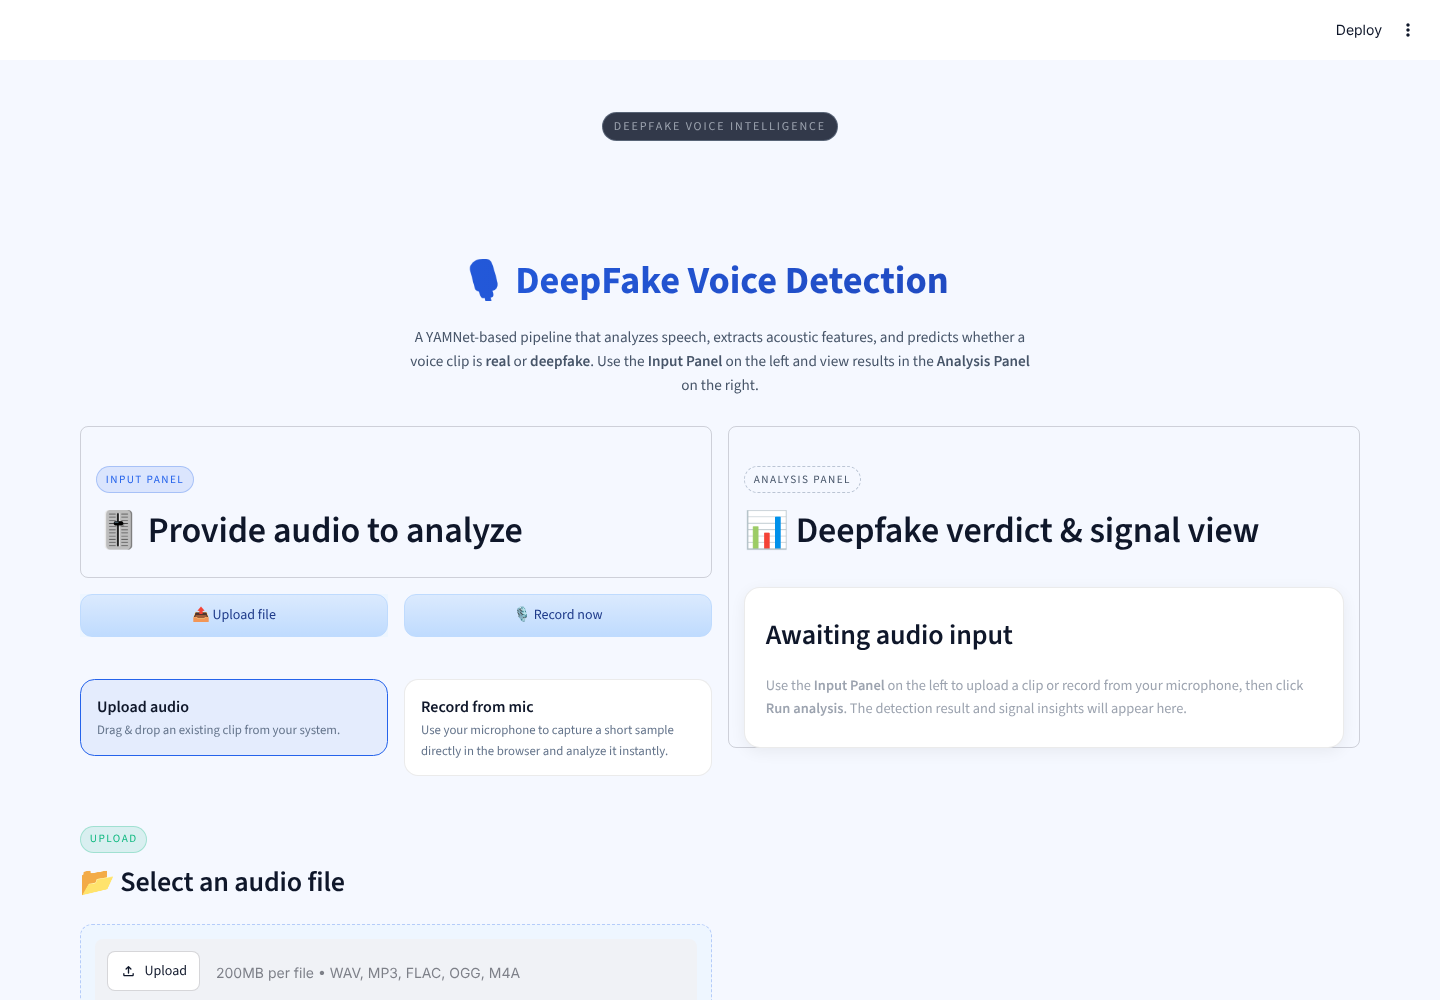 Deploy
DEEPFAKE VOICE INTELLIGENCE
DeepFake Voice Detection
A YAMNet-based pipeline that analyzes speech, extracts acoustic features, and predicts whether a
voice clip is real or deepfake. Use the Input Panel on the left and view results in the Analysis Panel
on the right.
INPUT PANEL
Provide audio to analyze
Upload file
Record now
Upload audio
Drag & drop an existing clip from your system.
Record from mic
Use your microphone to capture a short sample
directly in the browser and analyze it instantly.
UPLOAD
Select an audio file
Upload
200MB per file • WAV, MP3, FLAC, OGG, M4A
ANALYSIS PANEL
Deepfake verdict & signal view
Awaiting audio input
Use the Input Panel on the left to upload a clip or record from your microphone, then click
Run analysis. The detection result and signal insights will appear here.